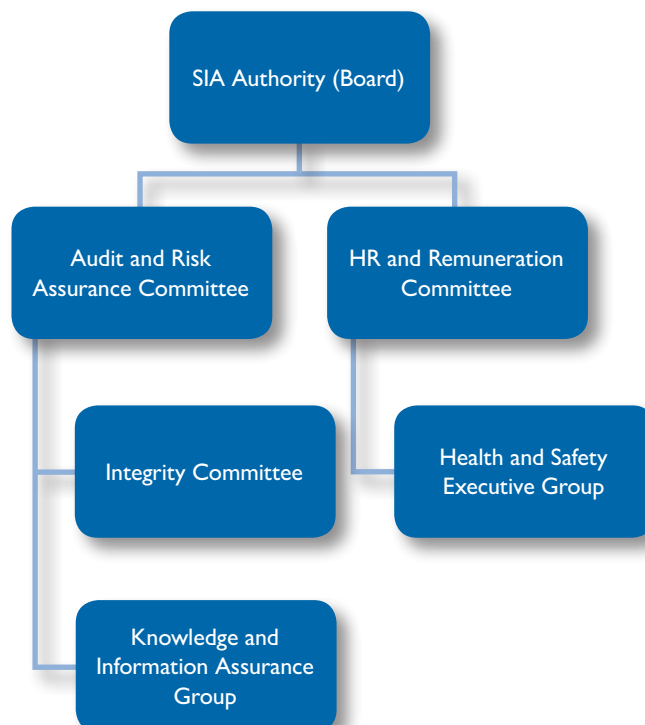 SIA Authority (Board)
Audit and Risk
Assurance Committee
HR and Remuneration
Committee
Integrity Committee
Health and Safety
Executive Group
Knowledge and
Information Assurance
Group